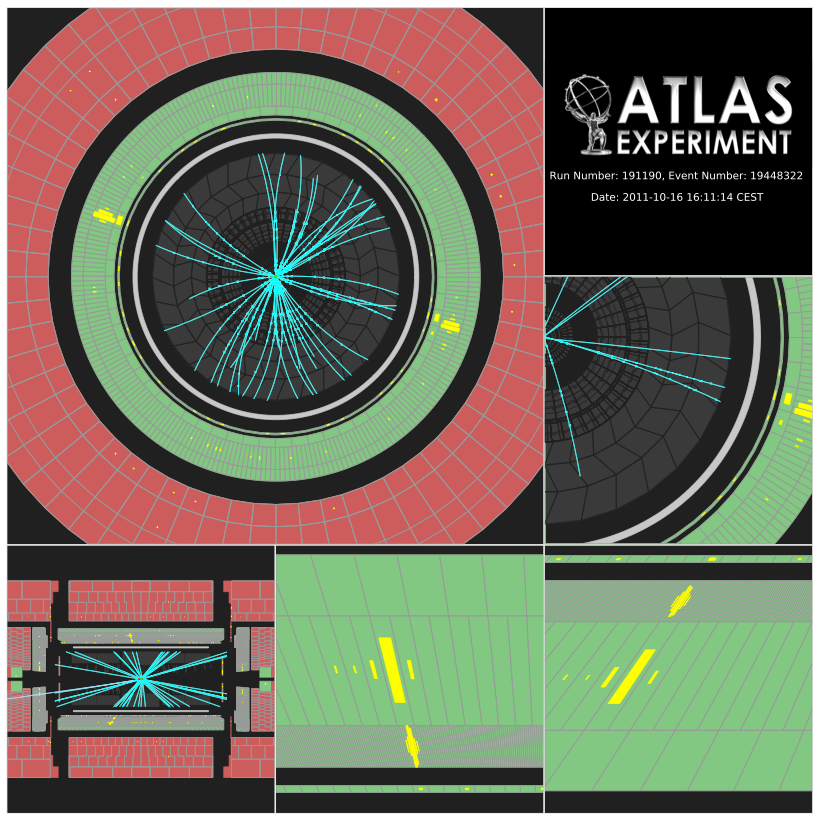 ATLAS
EXPERIMENT
Run Number: 191190, Event Number: 19448322
Date: 2011-10-16 16:11:14 CEST